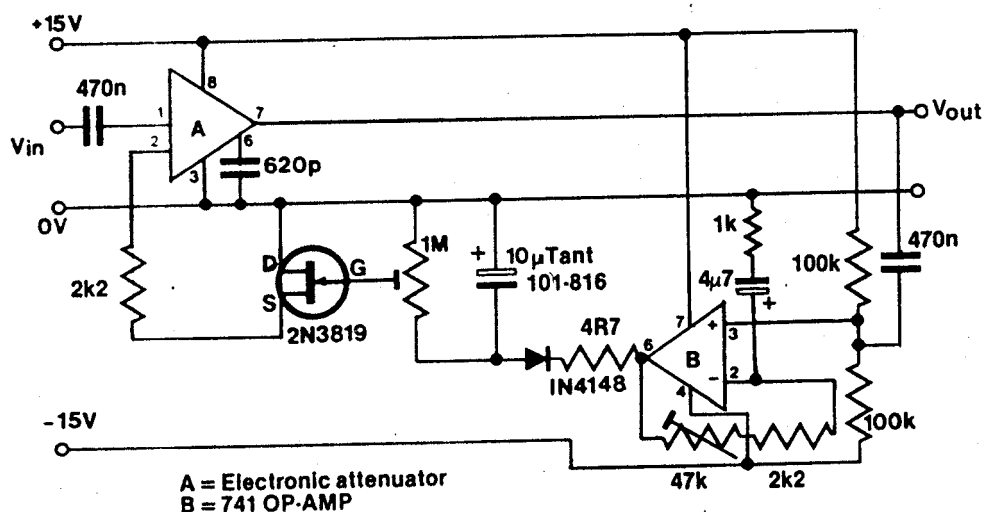 +15V
470n
8
1
A
7
Vout
Vin
2
6
3
620p
0V
1k
1M
+
10µTant
101-816
4µ7
+
100k
470n
D
G
S
2k2
2N3819
4R7
7
+
3
6
B
IN4148
4
−
2
-15V
100k
47k
2k2
A = Electronic attenuator
B = 741 OP-AMP